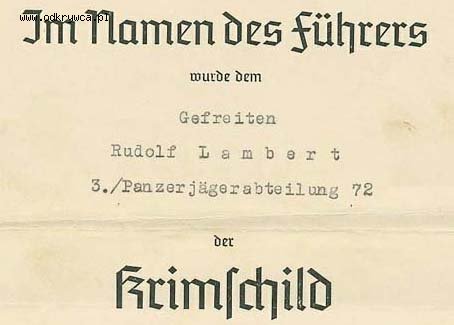 www.odkrywca.pl
Im Namen des Führers
wurde dem
Gefreiten
Rudolf Lambert
3./Panzerjägerabteilung 72
der
Krimschild